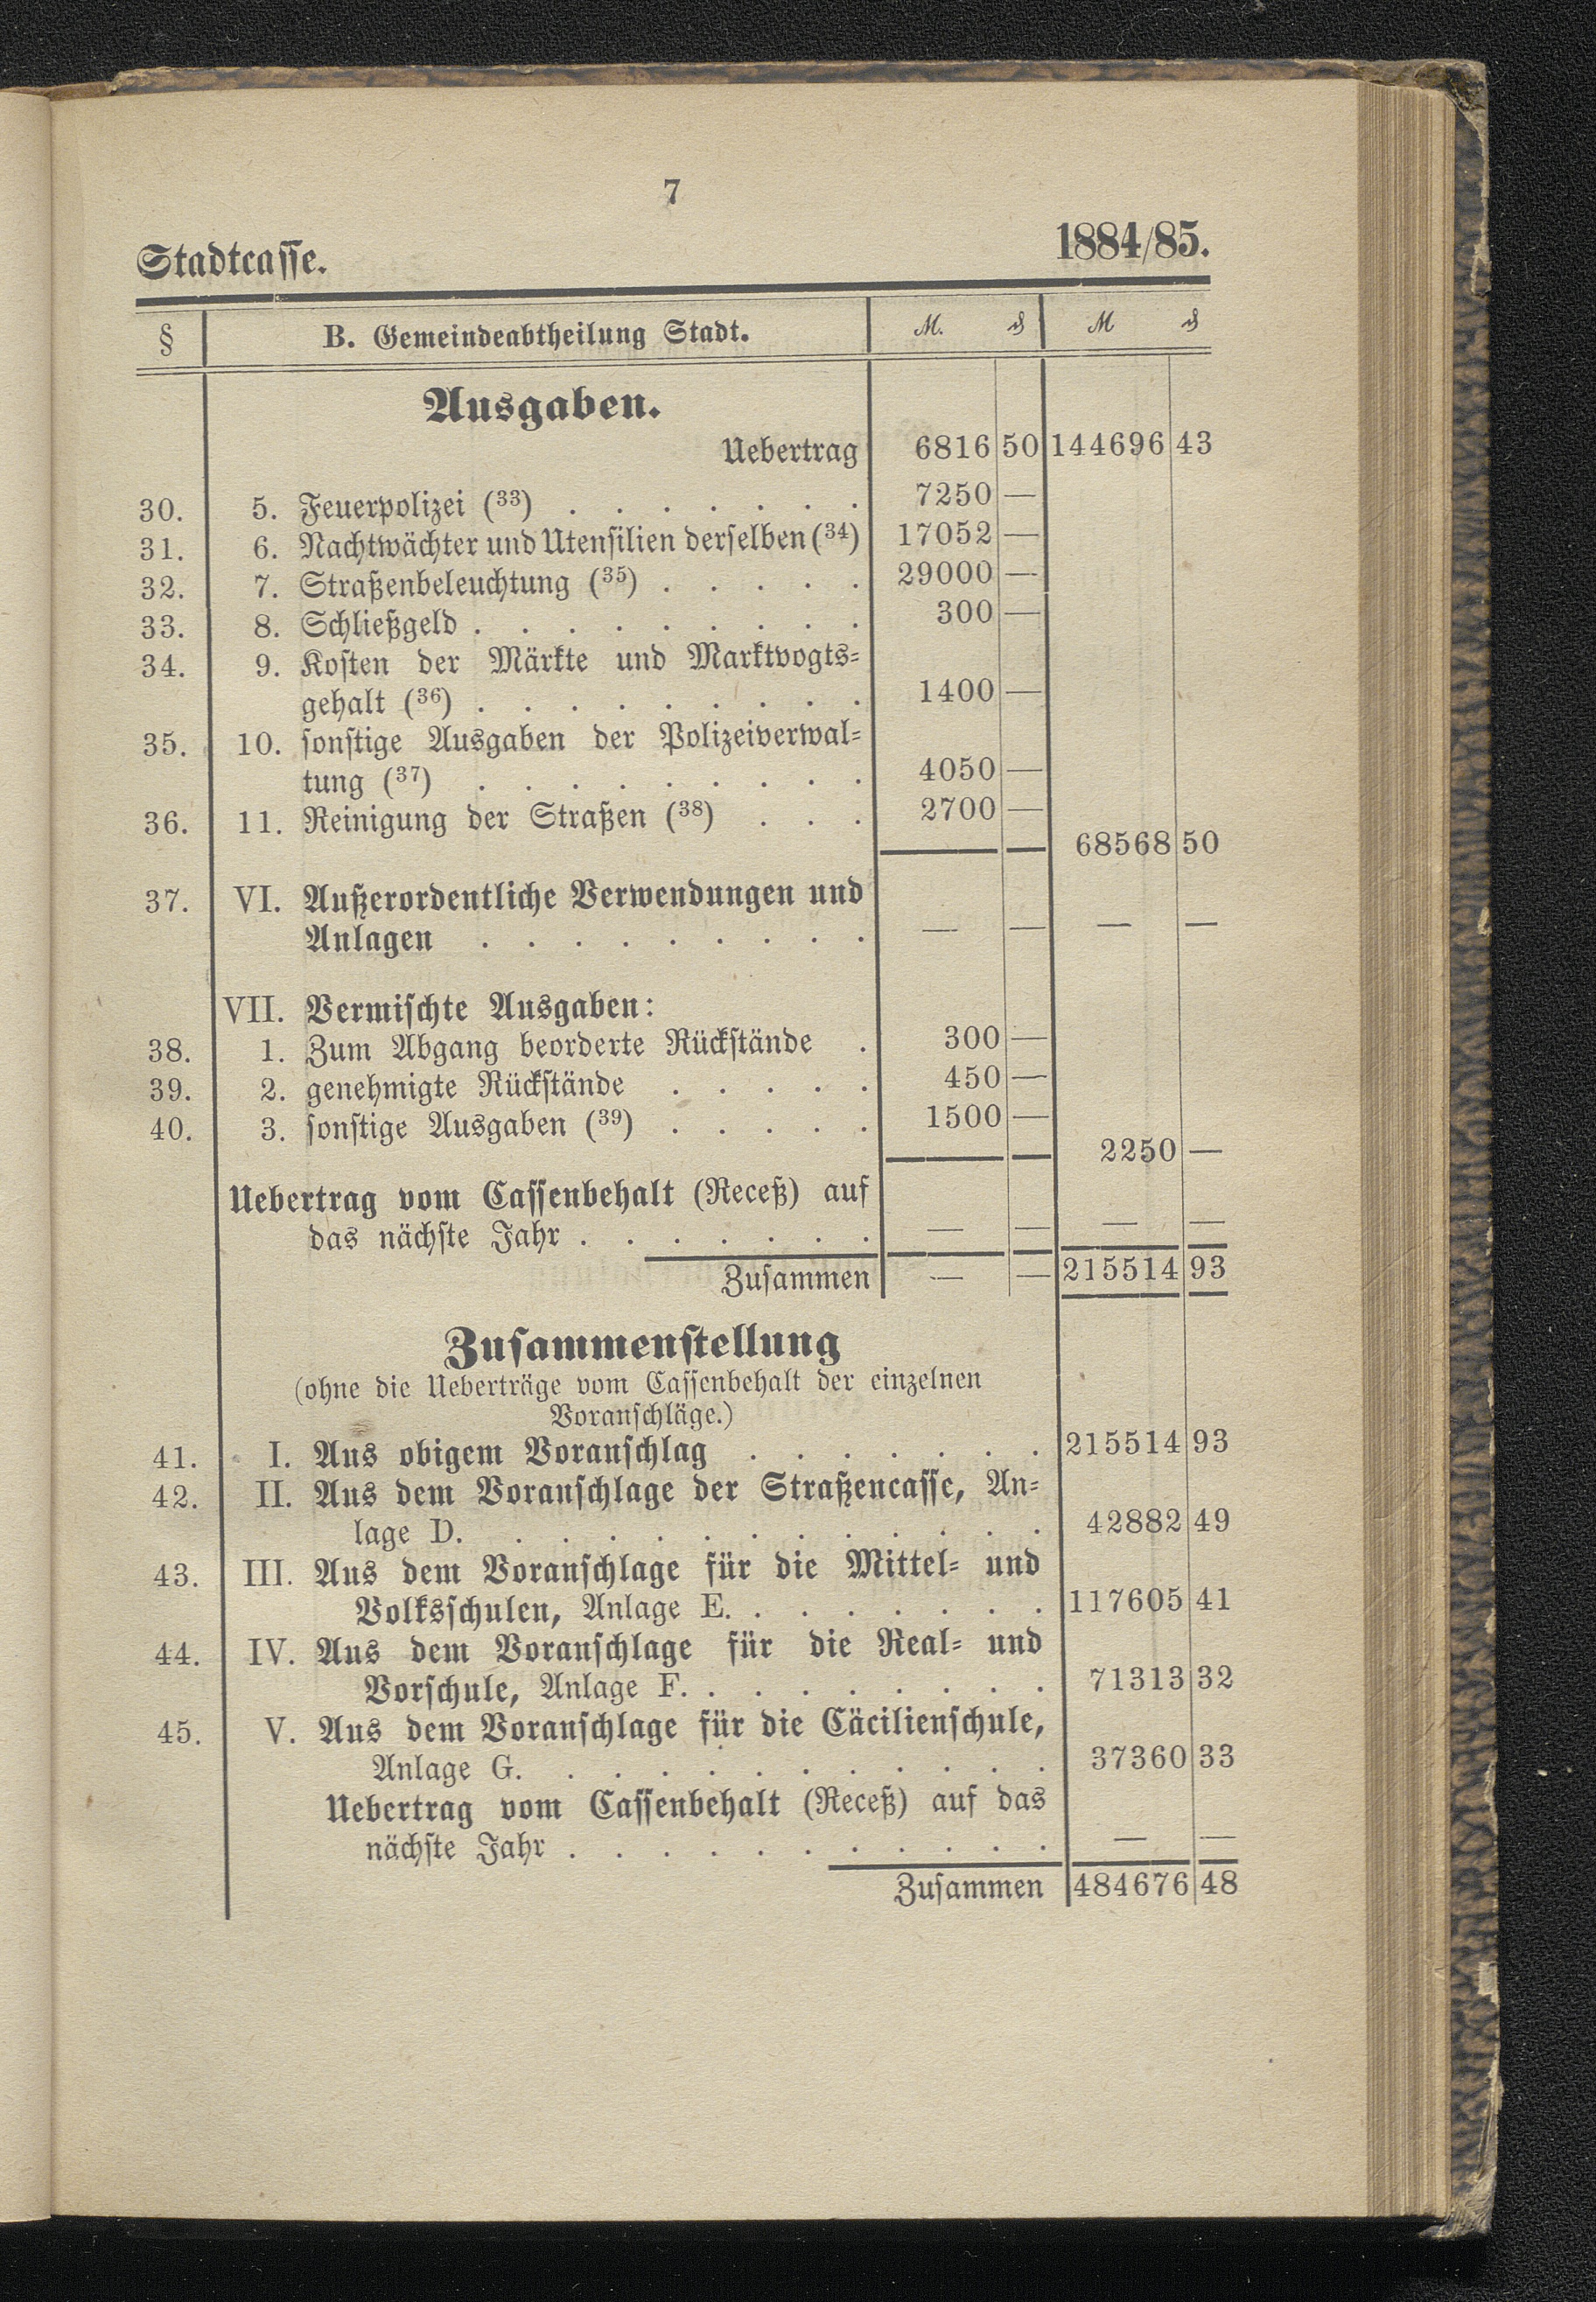 7
Stadtcasse. 1884/85.
§ B. Gemeindeabtheilung Stadt. M. ₰ M ₰
Ausgaben.
Uebertrag 6816 50 144696 43
30. 5. Feuerpolizei (33) . . . . . . . 7250 —
31. 6. Nachtwächter und Utensilien derselben (34) 17052 —
32. 7. Straßenbeleuchtung (35) . . . . . 29000 —
33. 8. Schließgeld . . . . . . . . . 300 —
34. 9. Kosten der Märkte und Marktvogts-
gehalt (36) . . . . . . . . . 1400 —
35. 10. sonstige Ausgaben der Polizeiverwal-
tung (37) . . . . . . . . . 4050 —
36. 11. Reinigung der Straßen (38) . . . 2700 —
68568 50
37. VI. Außerordentliche Verwendungen und
Anlagen . . . . . . . . . — — — —
VII. Vermischte Ausgaben:
38. 1. Zum Abgang beorderte Rückstände . 300 —
39. 2. genehmigte Rückstände . . . . . 450 —
40. 3. sonstige Ausgaben (39) . . . . . 1500 —
2250 —
Uebertrag vom Cassenbehalt (Receß) auf
das nächste Jahr . . . . . . . — — — —
Zusammen — — 215514 93
Zusammenstellung
(ohne die Ueberträge vom Cassenbehalt der einzelnen
Voranschläge.)
41. I. Aus obigem Voranschlag . . . . . . . 215514 93
42. II. Aus dem Voranschlage der Straßencasse, An-
lage D. . . . . . . . . . . . . 42882 49
43. III. Aus dem Voranschlage für die Mittel- und
Volksschulen, Anlage E. . . . . . . . 117605 41
44. IV. Aus dem Voranschlage für die Real- und
Vorschule, Anlage F. . . . . . . . . 71313 32
45. V. Aus dem Voranschlage für die Cäcilienschule,
Anlage G. . . . . . . . . . . . 37360 33
Uebertrag vom Cassenbehalt (Receß) auf das
nächste Jahr . . . . . . . . . . . — —
Zusammen 484676 48